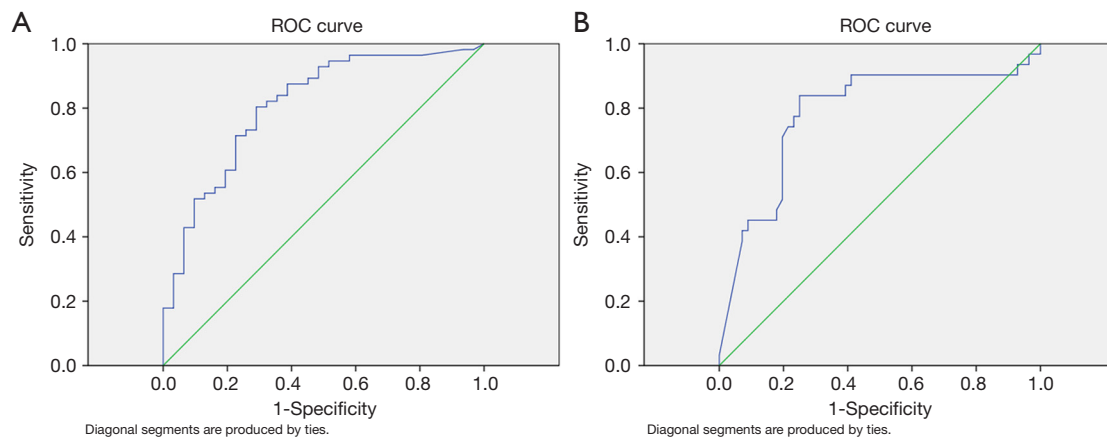 A
ROC curve
1.0
0.8
0.6
0.4
0.2
0.0
Sensitivity
0.0 0.2 0.4 0.6 0.8 1.0
1-Specificity
Diagonal segments are produced by ties.
B
ROC curve
1.0
0.8
0.6
0.4
0.2
0.0
Sensitivity
0.0 0.2 0.4 0.6 0.8 1.0
1-Specificity
Diagonal segments are produced by ties.